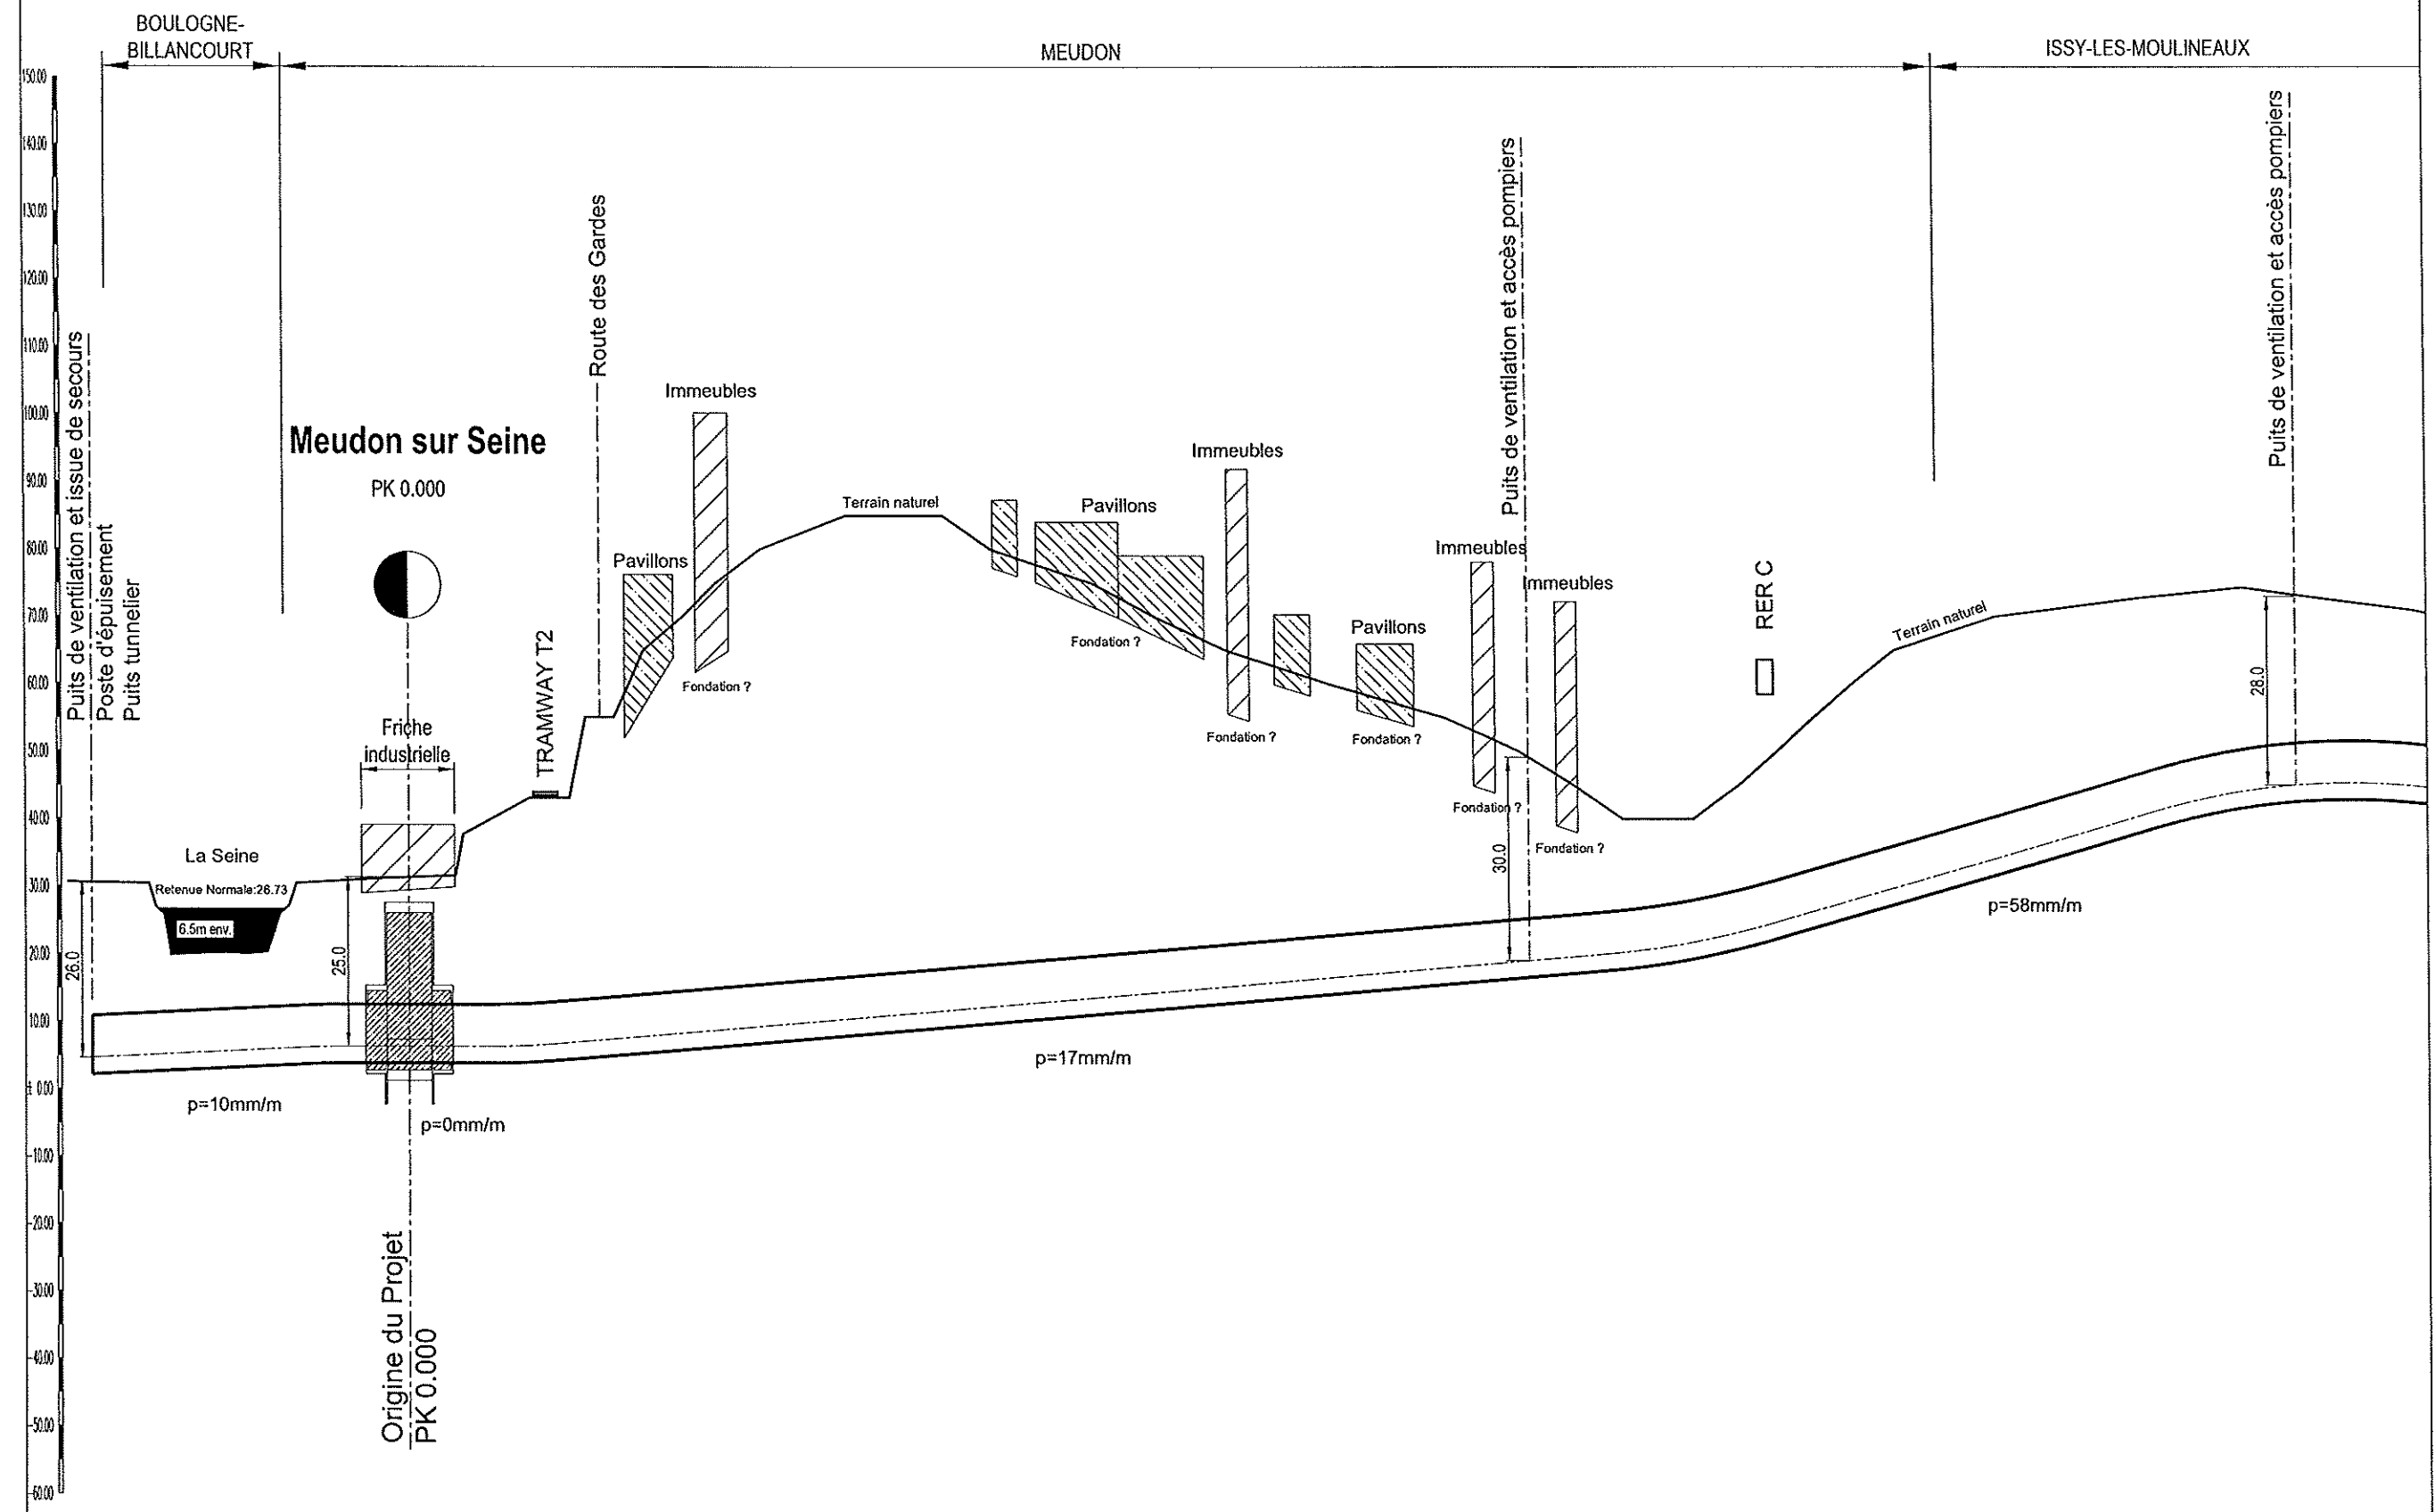 BOULOGNE-
BILLANCOURT
MEUDON
ISSY-LES-MOULINEAUX
150.00
140.00
130.00
120.00
110.00
100.00
90.00
80.00
70.00
60.00
50.00
40.00
30.00
20.00
10.00
± 0.00
-10.00
-20.00
-30.00
-40.00
-50.00
-60.00
Puits de ventilation et issue de secours
Poste d'épuisement
Puits tunnelier
Meudon sur Seine
PK 0.000
Route des Gardes
Immeubles
Pavillons
Fondation ?
TRAMWAY T2
Friche
industrielle
La Seine
Retenue Normale:26.73
6.5m env.
26.0
25.0
Terrain naturel
Pavillons
Fondation ?
Immeubles
Fondation ?
Pavillons
Fondation ?
Puits de ventilation et accès pompiers
Immeubles
Fondation ?
Immeubles
Fondation ?
30.0
RER C
Terrain naturel
Puits de ventilation et accès pompiers
28.0
p=10mm/m
p=0mm/m
p=17mm/m
p=58mm/m
Origine du Projet
PK 0.000